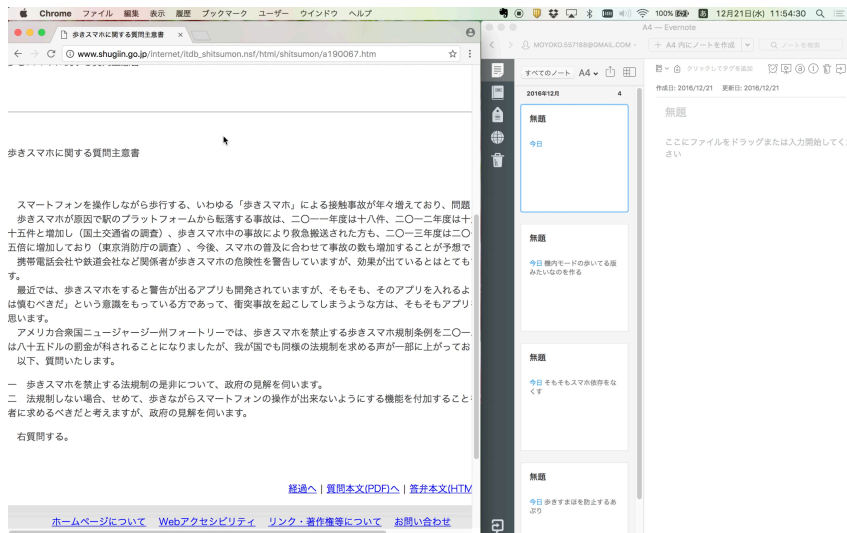 Chrome ファイル 編集 表示 履歴 ブックマーク ユーザー ウインドウ ヘルプ
100% 12月21日(水) 11:54:30
歩きスマホに関する質問主意書
www.shugiin.go.jp/internet/itdb_shitsumon.nsf/html/shitsumon/a190067.htm
歩きスマホに関する質問主意書
スマートフォンを操作しながら歩行する、いわゆる「歩きスマホ」による接触事故が年々増えており、問題
歩きスマホが原因で駅のプラットフォームから転落する事故は、二〇一一年度は十八件、二〇一二年度は十
十五件と増加し（国土交通省の調査）、歩きスマホ中の事故により救急搬送された方も、二〇一三年度は二〇
五倍に増加しており（東京消防庁の調査）、今後、スマホの普及に合わせて事故の数も増加することが予想で
携帯電話会社や鉄道会社など関係者が歩きスマホの危険性を警告していますが、効果が出ているとはとても
す。
最近では、歩きスマホをすると警告が出るアプリも開発されていますが、そもそも、そのアプリを入れるよ
は慎むべきだ」という意識をもっている方であって、衝突事故を起こしてしまうような方は、そもそもアプリ
思います。
アメリカ合衆国ニュージャージー州フォートリーでは、歩きスマホを禁止する歩きスマホ規制条例を二〇一
は八十五ドルの罰金が科されることになりましたが、我が国でも同様の法規制を求める声が一部に上がってお
以下、質問いたします。
一 歩きスマホを禁止する法規制の是非について、政府の見解を伺います。
二 法規制しない場合、せめて、歩きながらスマートフォンの操作が出来ないようにする機能を付加すること
者に求めるべきだと考えますが、政府の見解を伺います。
右質問する。
経過へ | 質問本文(PDF)へ | 答弁本文(HTM
ホームページについて Webアクセシビリティ リンク・著作権等について お問い合わせ
A4 — Evernote
MOYOKO.557188@GMAIL.COM
+ A4 内にノートを作成
ノートを検索
すべてのノート A4
クリックしてタグを追加
2016年12月 4
作成日: 2016/12/21 更新日: 2016/12/21
無題
今日
無題
今日 機内モードの歩いてる版
みたいなのを作る
無題
今日 そもそもスマホ依存をな
くす
無題
今日 歩きすまほを防止するあ
ぷり
無題
ここにファイルをドラッグまたは入力開始してく
さい